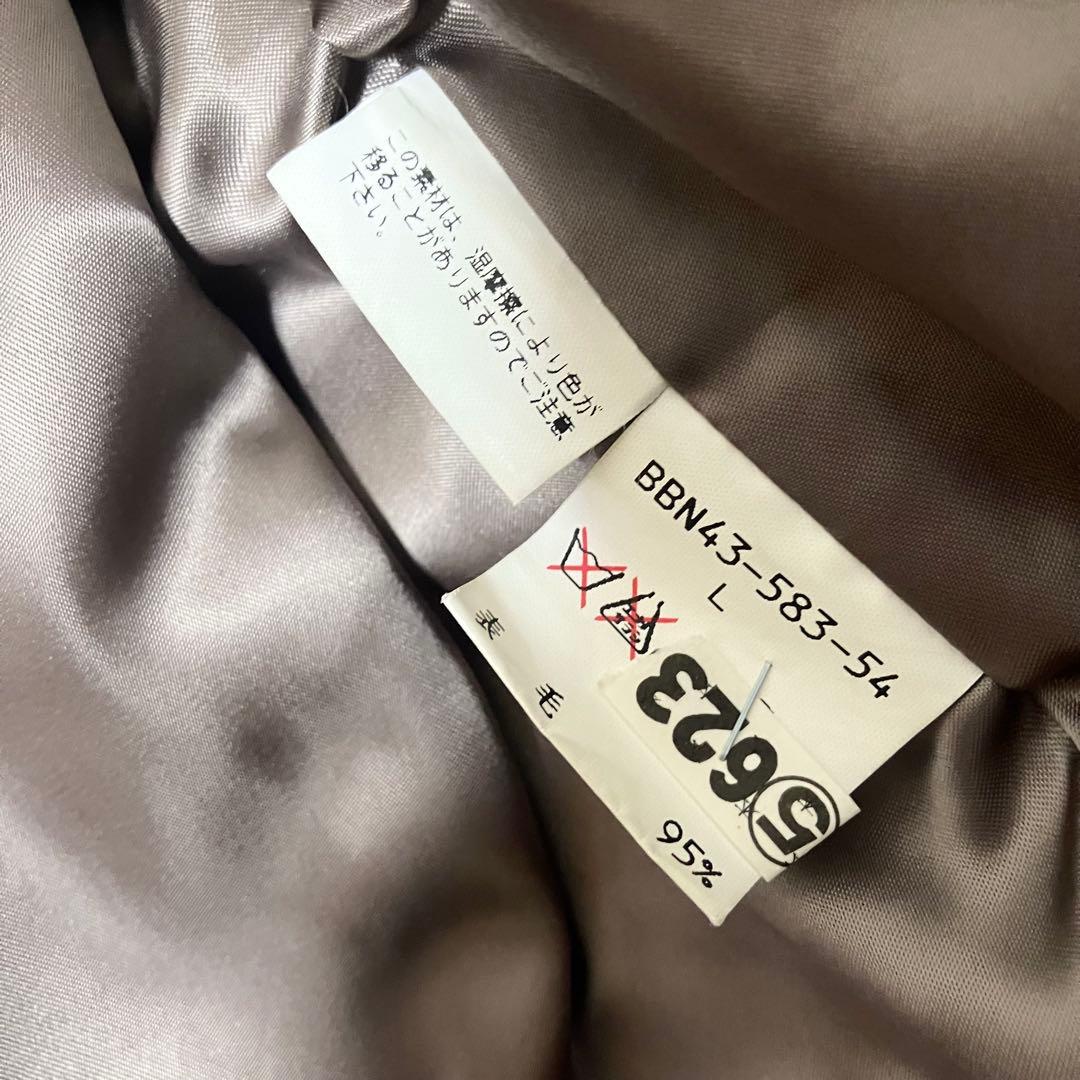 この素材は、湿摩擦により色が
移ることがありますのでご注意
下さい。
BBN43-583-54
L
⑤623
表 毛 95%